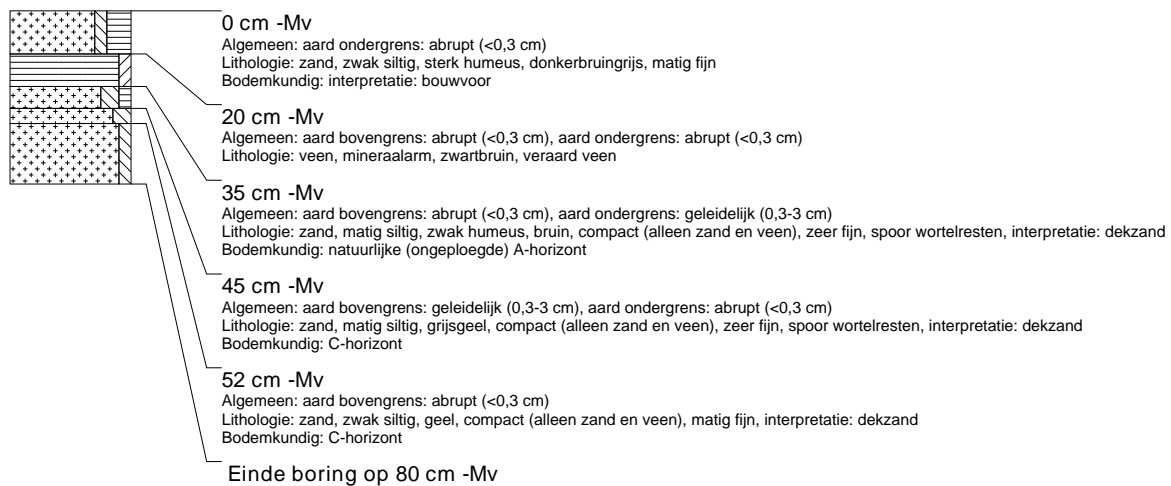 0 cm -Mv
Algemeen: aard ondergrens: abrupt (<0,3 cm)
Lithologie: zand, zwak siltig, sterk humeus, donkerbruingrijs, matig fijn
Bodemkundig: interpretatie: bouwvoor
20 cm -Mv
Algemeen: aard bovengrens: abrupt (<0,3 cm), aard ondergrens: abrupt (<0,3 cm)
Lithologie: veen, mineraalarm, zwartbruin, veraard veen
35 cm -Mv
Algemeen: aard bovengrens: abrupt (<0,3 cm), aard ondergrens: geleidelijk (0,3-3 cm)
Lithologie: zand, matig siltig, zwak humeus, bruin, compact (alleen zand en veen), zeer fijn, spoor wortelresten, interpretatie: dekzand
Bodemkundig: natuurlijke (ongeploegde) A-horizont
45 cm -Mv
Algemeen: aard bovengrens: geleidelijk (0,3-3 cm), aard ondergrens: abrupt (<0,3 cm)
Lithologie: zand, matig siltig, grijsgeel, compact (alleen zand en veen), zeer fijn, spoor wortelresten, interpretatie: dekzand
Bodemkundig: C-horizont
52 cm -Mv
Algemeen: aard bovengrens: abrupt (<0,3 cm)
Lithologie: zand, zwak siltig, geel, compact (alleen zand en veen), matig fijn, interpretatie: dekzand
Bodemkundig: C-horizont
Einde boring op 80 cm -Mv